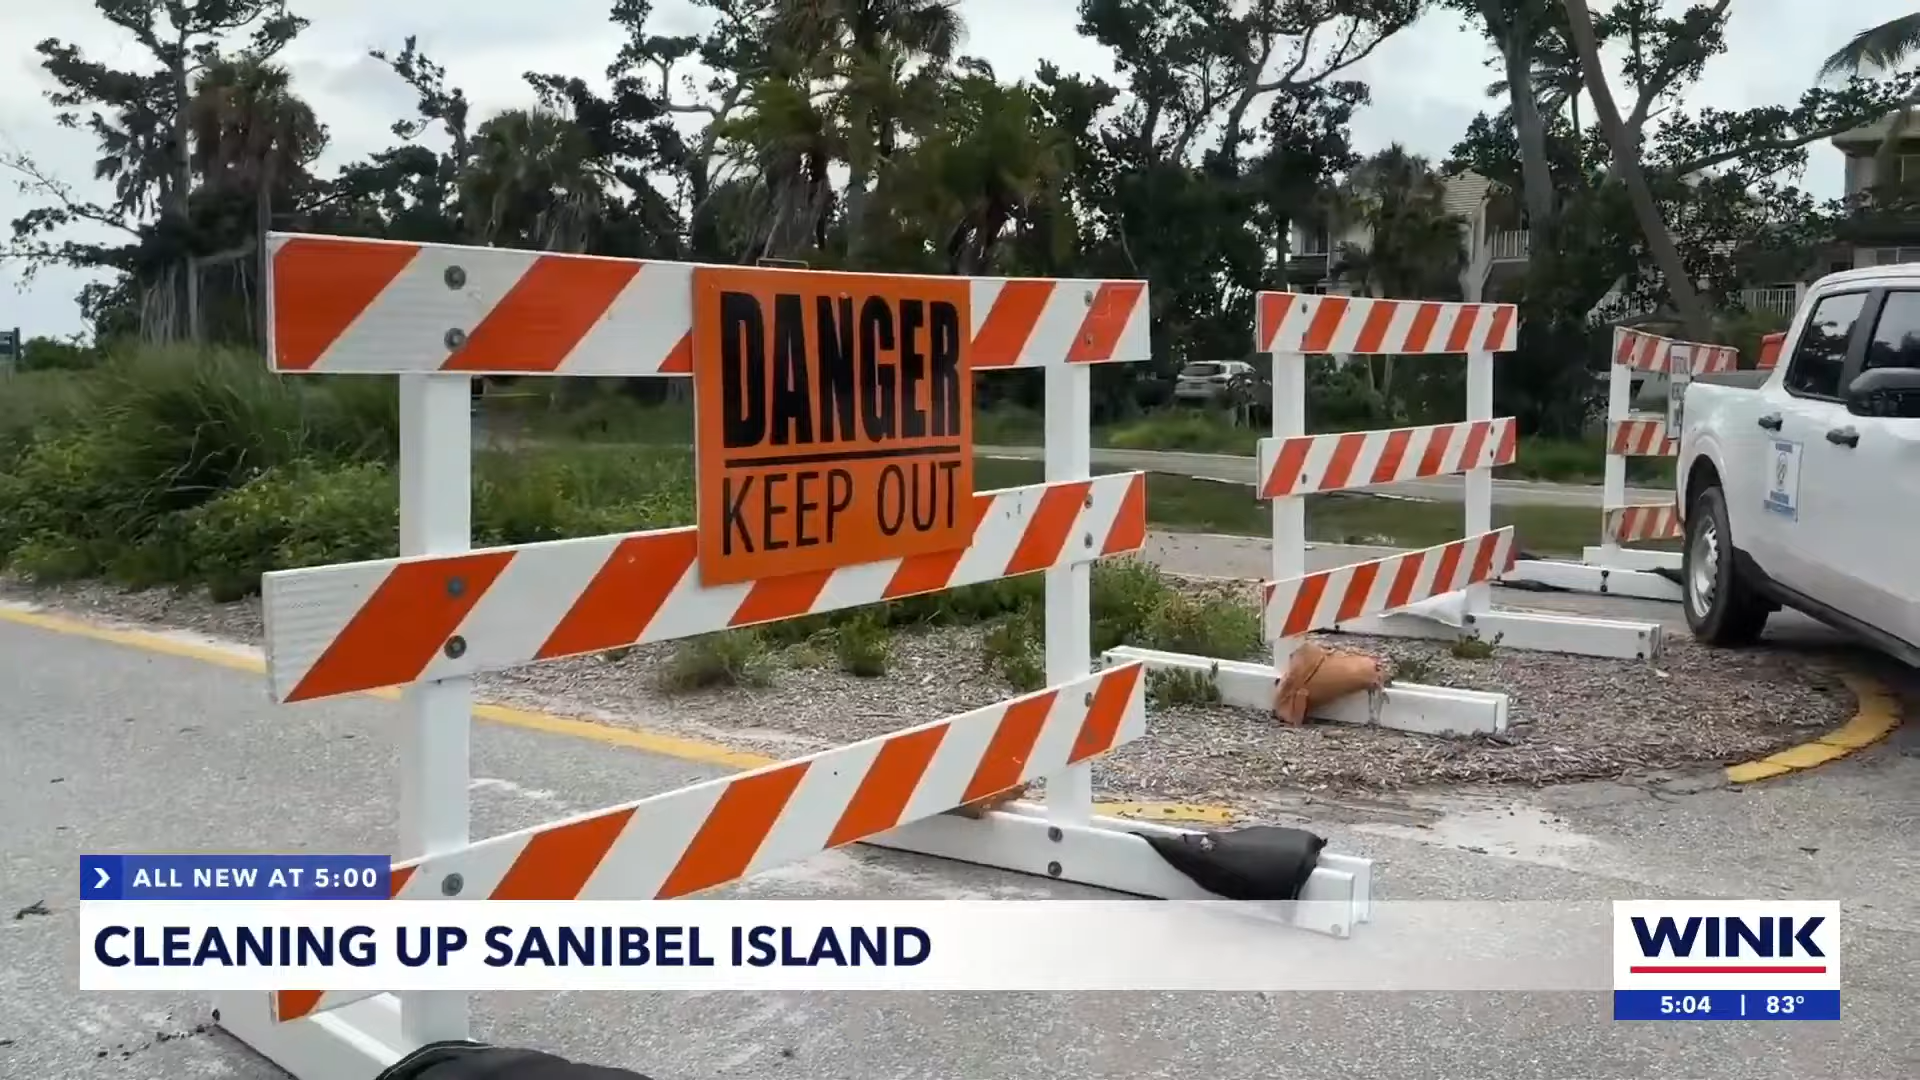 DANGER
KEEP OUT
ALL NEW AT 5:00
CLEANING UP SANIBEL ISLAND
WINK
5:04 | 83°